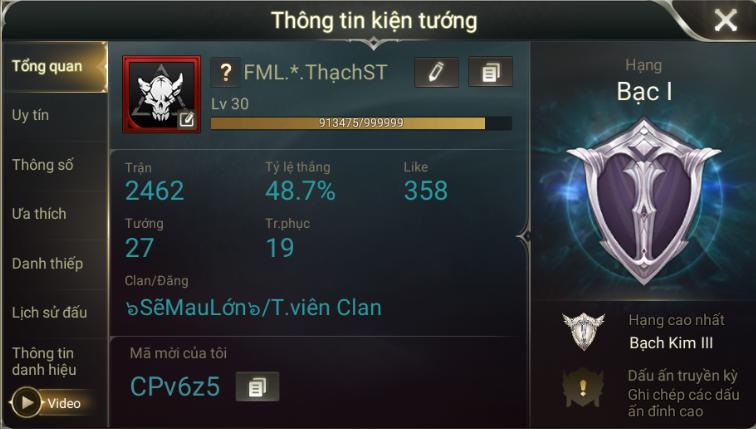 Thông tin kiện tướng
Tổng quan
Uy tín
Thông số
Ưa thích
Danh thiếp
Lịch sử đấu
Thông tin
danh hiệu
Video
? FML.*.ThạchST
Lv 30
913475/999999
Trận Tỷ lệ thắng Like
2462 48.7% 358
Tướng Tr.phục
27 19
Clan/Đăng
๖SẽMauLớn๖/T.viên Clan
Mã mời của tôi
CPv6z5
Hạng
Bạc I
Hạng cao nhất
Bạch Kim III
Dấu ấn truyền kỳ
Ghi chép các dấu
ấn đỉnh cao